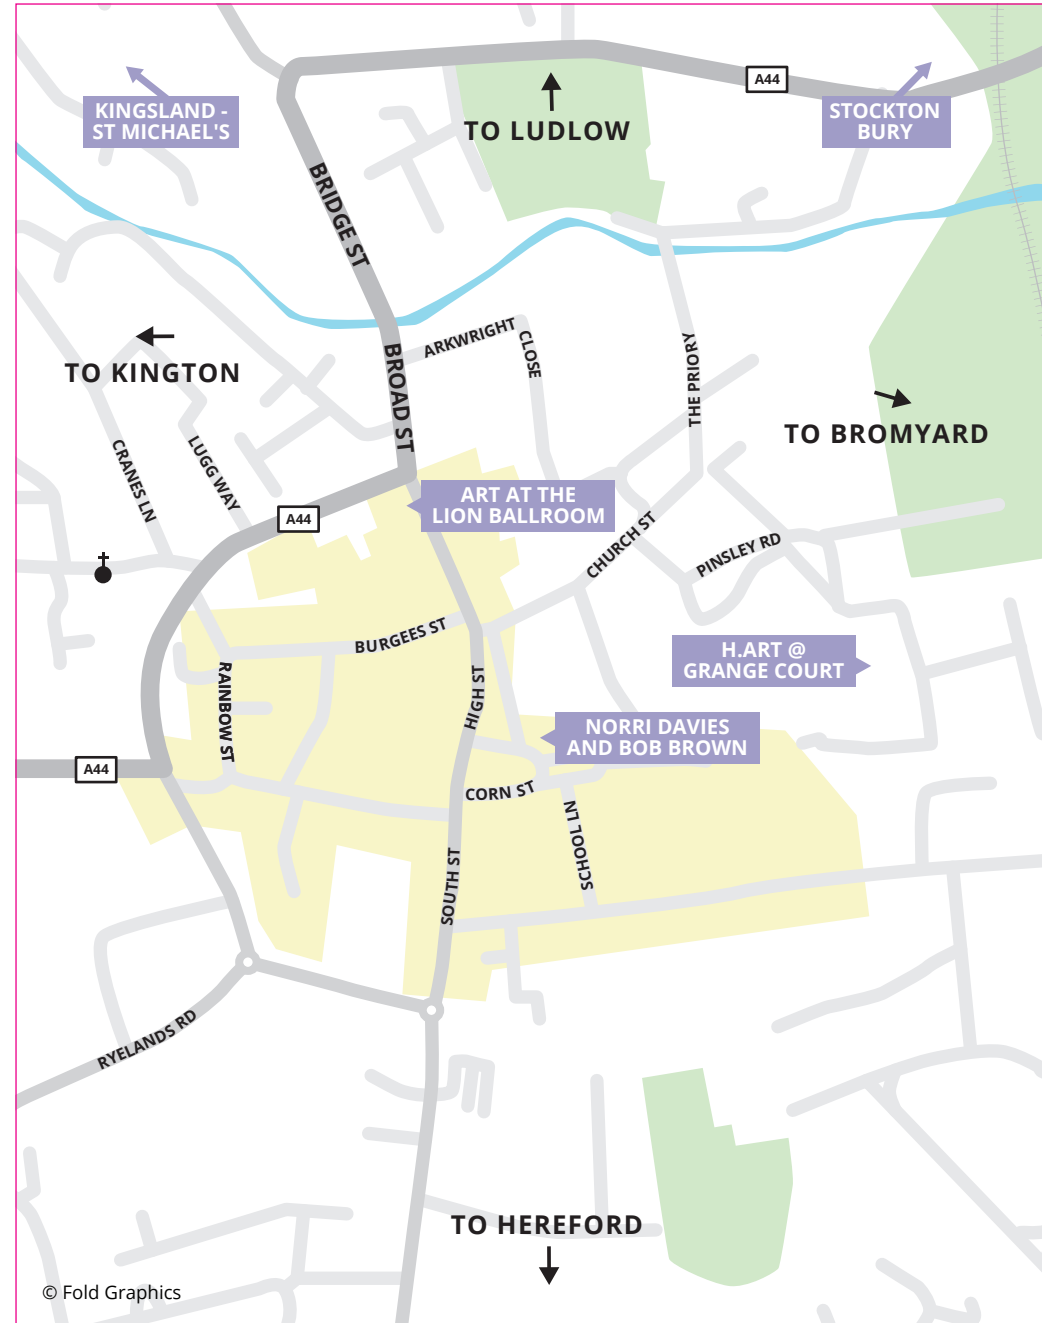 A44
KINGSLAND -
ST MICHAEL'S
STOCKTON
BURY
TO LUDLOW
BRIDGE ST
ARKWRIGHT
CLOSE
THE PRIORY
TO KINGTON
BROAD ST
TO BROMYARD
CRANES LN
LUGG WAY
ART AT THE
LION BALLROOM
A44
CHURCH ST
PINSLEY RD
BURGEES ST
H.ART @
GRANGE COURT
RAINBOW ST
HIGH ST
NORRI DAVIES
AND BOB BROWN
A44
CORN ST
SCHOOL LN
SOUTH ST
RYELANDS RD
TO HEREFORD
© Fold Graphics